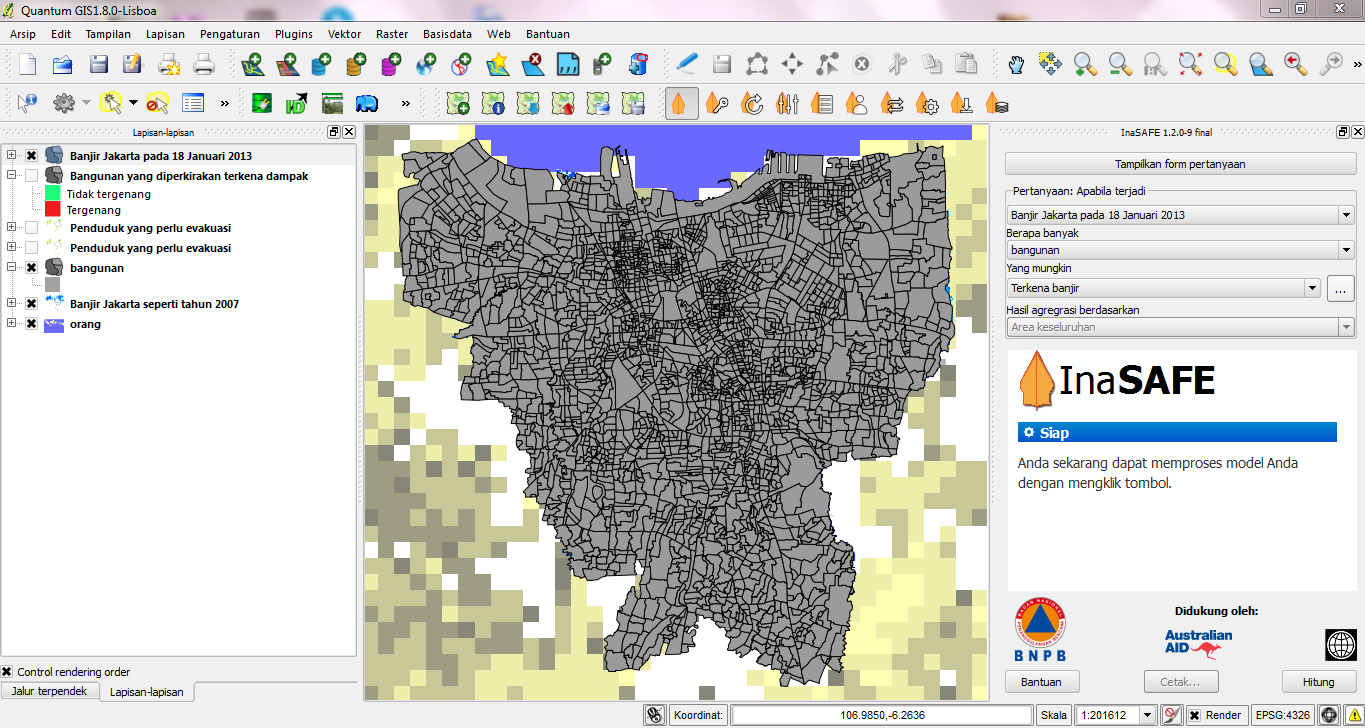 Quantum GIS1.8.0-Lisboa
Arsip Edit Tampilan Lapisan Pengaturan Plugins Vektor Raster Basisdata Web Bantuan
Lapisan-lapisan
Banjir Jakarta pada 18 Januari 2013
Bangunan yang diperkirakan terkena dampak
Tidak tergenang
Tergenang
Penduduk yang perlu evakuasi
Penduduk yang perlu evakuasi
bangunan
Banjir Jakarta seperti tahun 2007
orang
Control rendering order
Jalur terpendek Lapisan-lapisan
InaSAFE 1.2.0-9 final
Tampilkan form pertanyaan
Pertanyaan: Apabila terjadi
Banjir Jakarta pada 18 Januari 2013
Berapa banyak
bangunan
Yang mungkin
Terkena banjir
...
Hasil agregrasi berdasarkan
Area keseluruhan
InaSAFE
Siap
Anda sekarang dapat memproses model Anda
dengan mengklik tombol.
Didukung oleh:
BNPB
Australian
AID
Bantuan Cetak... Hitung
Koordinat: 106.9850,-6.2636 Skala 1:201612 Render EPSG:4326